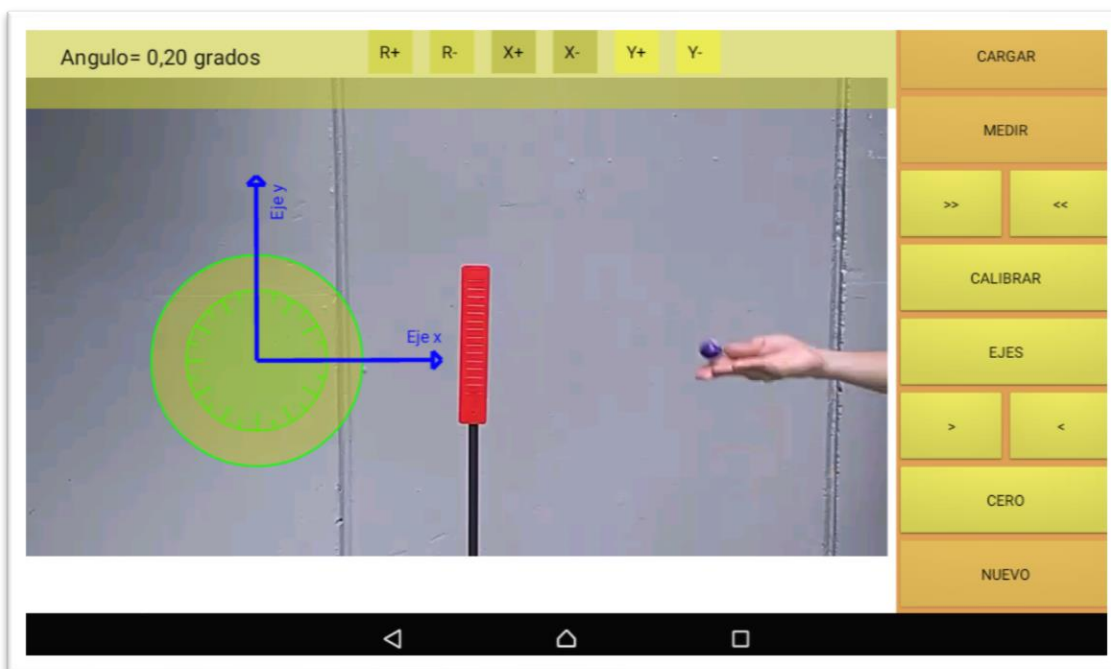 Angulo= 0,20 grados
R+ R- X+ X- Y+ Y-
Eje y
Eje x
CARGAR
MEDIR
>> <<
CALIBRAR
EJES
> <
CERO
NUEVO